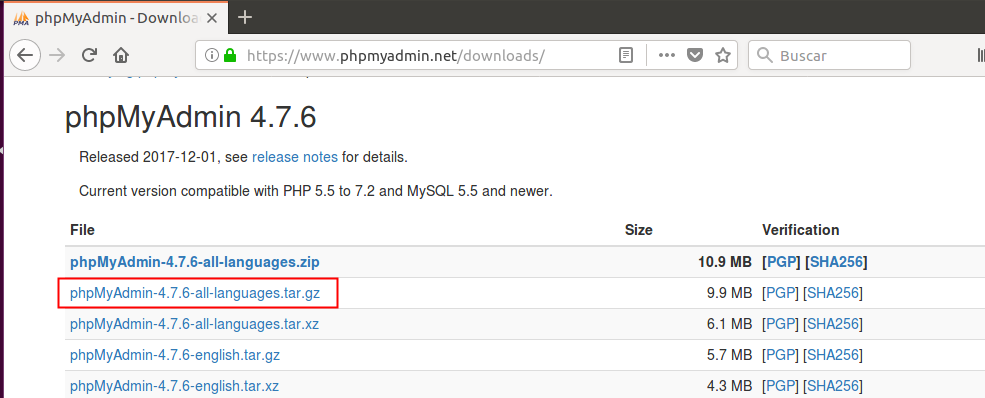 phpMyAdmin - Downloa
https://www.phpmyadmin.net/downloads/
Buscar
phpMyAdmin 4.7.6
Released 2017-12-01, see release notes for details.
Current version compatible with PHP 5.5 to 7.2 and MySQL 5.5 and newer.
File Size Verification
phpMyAdmin-4.7.6-all-languages.zip 10.9 MB [PGP] [SHA256]
phpMyAdmin-4.7.6-all-languages.tar.gz 9.9 MB [PGP] [SHA256]
phpMyAdmin-4.7.6-all-languages.tar.xz 6.1 MB [PGP] [SHA256]
phpMyAdmin-4.7.6-english.tar.gz 5.7 MB [PGP] [SHA256]
phpMyAdmin-4.7.6-english.tar.xz 4.3 MB [PGP] [SHA256]